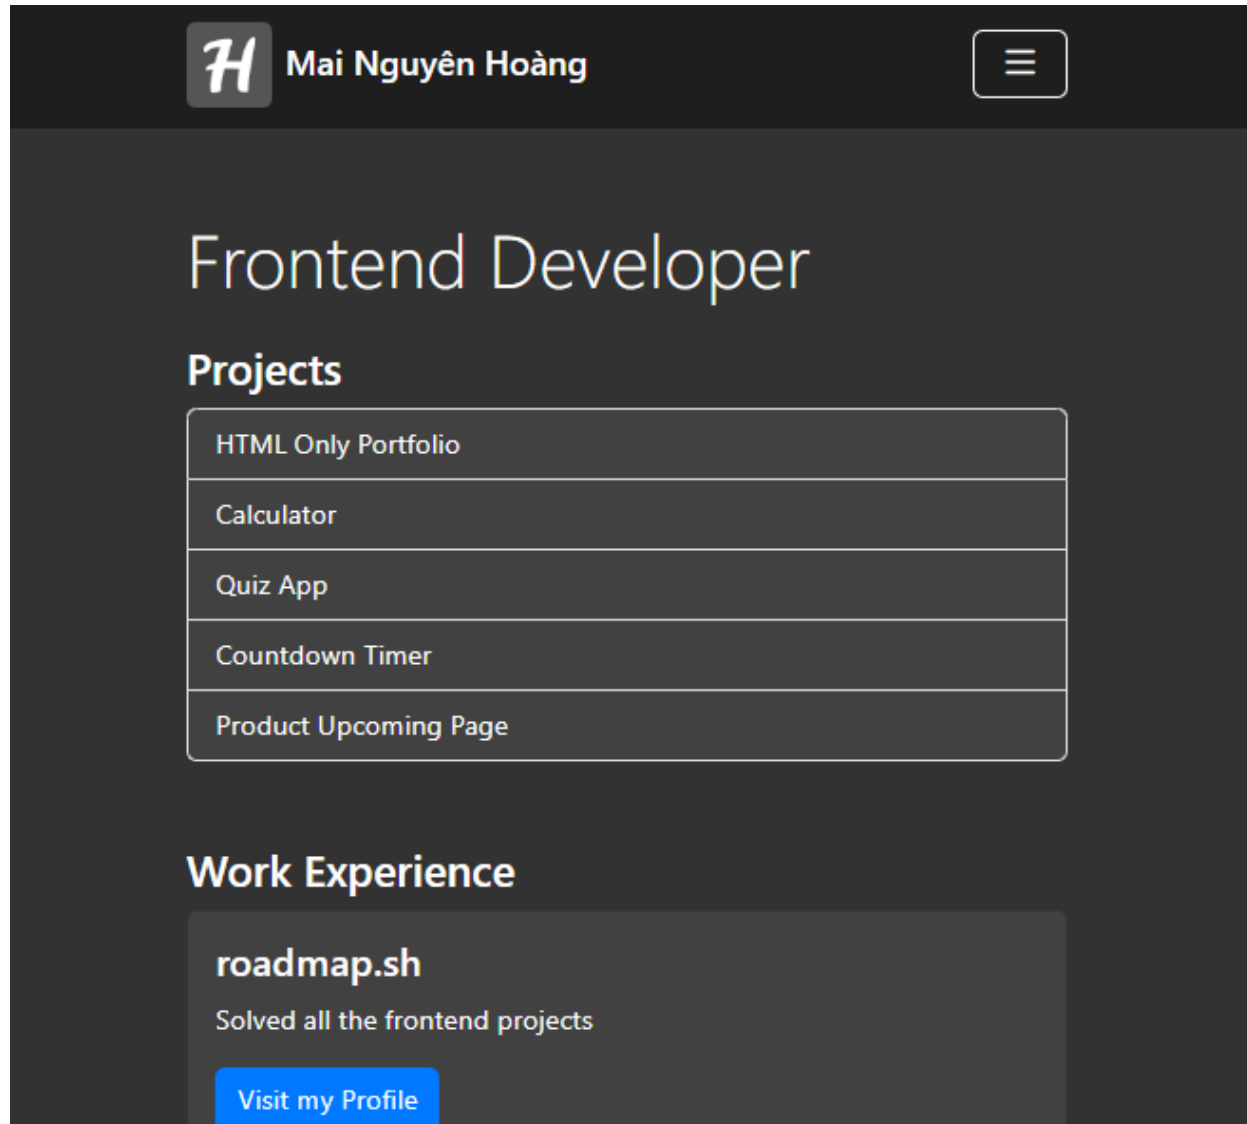 H Mai Nguyên Hoàng
Frontend Developer
Projects
HTML Only Portfolio
Calculator
Quiz App
Countdown Timer
Product Upcoming Page
Work Experience
roadmap.sh
Solved all the frontend projects
Visit my Profile